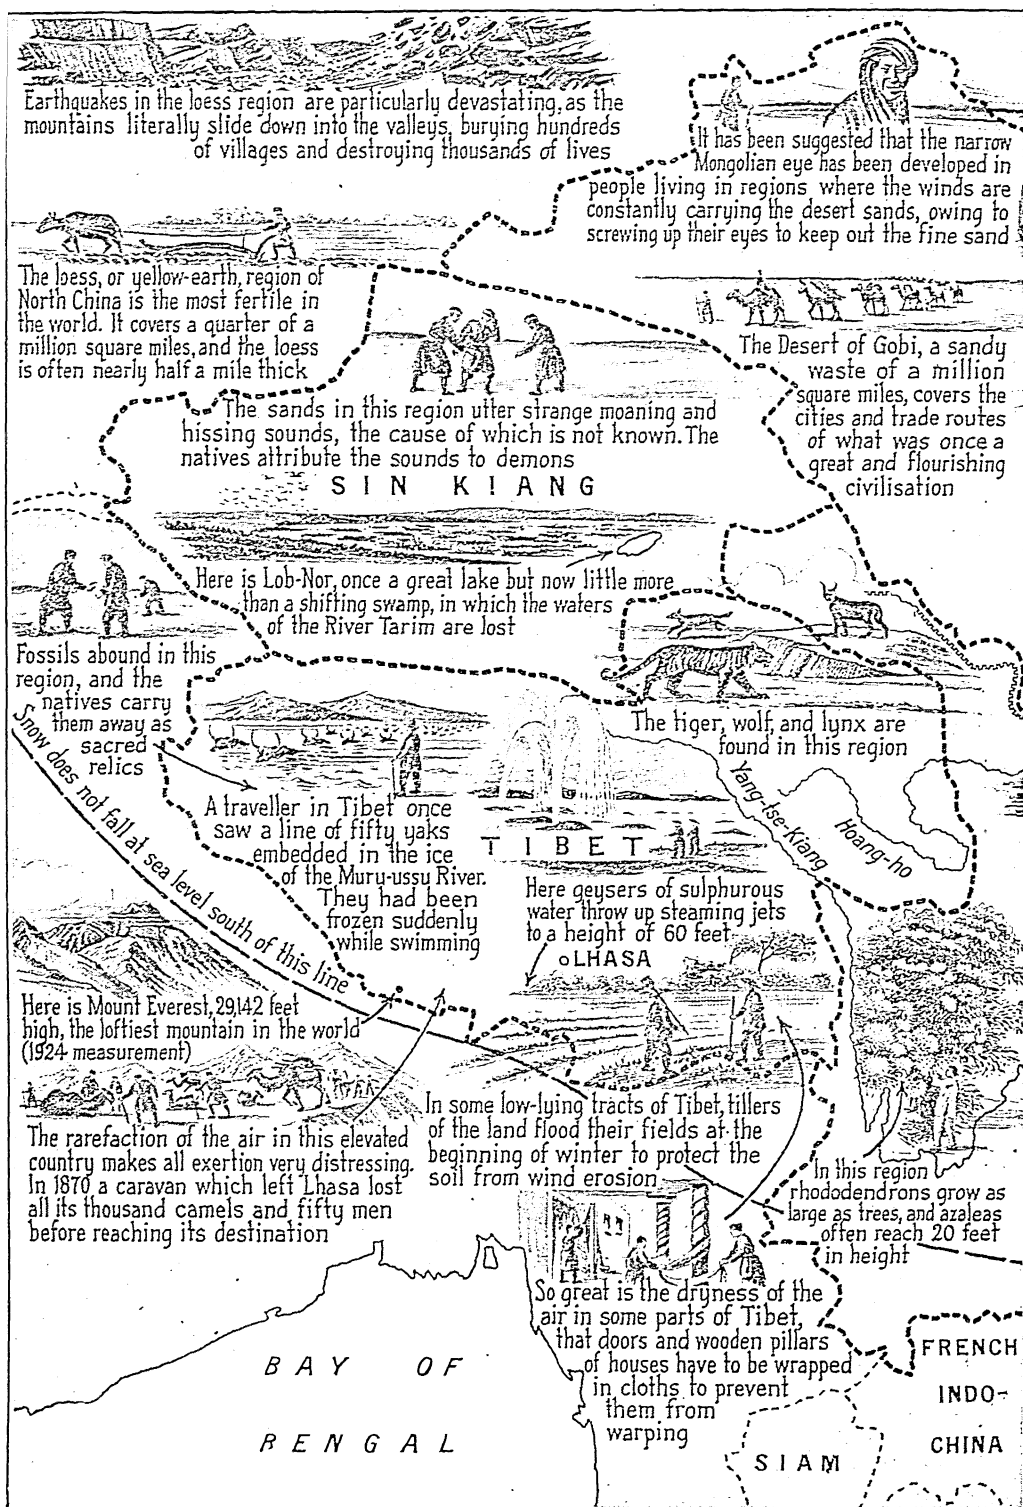 Earthquakes in the loess region are particularly devastating, as the
mountains literally slide down into the valleys, burying hundreds
of villages and destroying thousands of lives
It has been suggested that the narrow
Mongolian eye has been developed in
people living in regions where the winds are
constantly carrying the desert sands, owing to
screwing up their eyes to keep out the fine sand
The loess, or yellow-earth, region of
North China is the most fertile in
the world. It covers a quarter of a
million square miles, and the loess
is often nearly half a mile thick
The Desert of Gobi, a sandy
waste of a million
square miles, covers the
cities and trade routes
of what was once a
great and flourishing
civilisation
The sands in this region utter strange moaning and
hissing sounds, the cause of which is not known. The
natives attribute the sounds to demons
SIN KIANG
Here is Lob-Nor, once a great lake but now little more
than a shifting swamp, in which the waters
of the River Tarim are lost
Fossils abound in this
region, and the
natives carry
them away as
sacred
relics
The tiger, wolf, and lynx are
found in this region
Snow does not fall at sea level south of this line
Yang-tse-Kiang
Hoang-ho
A traveller in Tibet once
saw a line of fifty yaks
embedded in the ice
of the Muru-ussu River.
They had been
frozen suddenly
while swimming
TIBET
Here geysers of sulphurous
water throw up steaming jets
to a height of 60 feet
LHASA
Here is Mount Everest, 29,142 feet
high, the loftiest mountain in the world
(1924 measurement)
The rarefaction of the air in this elevated
country makes all exertion very distressing.
In 1870 a caravan which left Lhasa lost
all its thousand camels and fifty men
before reaching its destination
In some low-lying tracts of Tibet, tillers
of the land flood their fields at the
beginning of winter to protect the
soil from wind erosion
In this region
rhododendrons grow as
large as trees, and azaleas
often reach 20 feet
in height
So great is the dryness of the
air in some parts of Tibet,
that doors and wooden pillars
of houses have to be wrapped
in cloths to prevent
them from
warping
BAY OF
BENGAL
FRENCH
INDO-
CHINA
SIAM